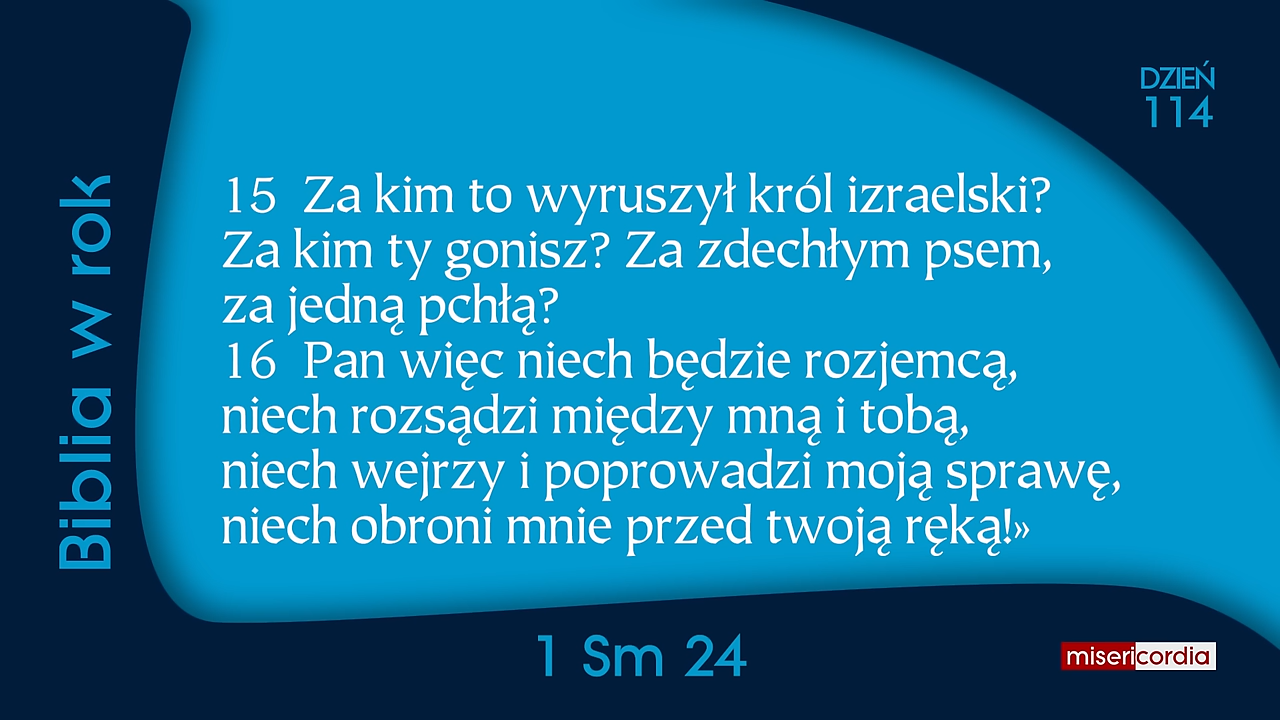 DZIEŃ
114
Biblia w rok
15 Za kim to wyruszył król izraelski?
Za kim ty gonisz? Za zdechłym psem,
za jedną pchłą?
16 Pan więc niech będzie rozjemcą,
niech rozsądzi między mną i tobą,
niech wejrzy i poprowadzi moją sprawę,
niech obroni mnie przed twoją ręką!»
1 Sm 24
misericordia